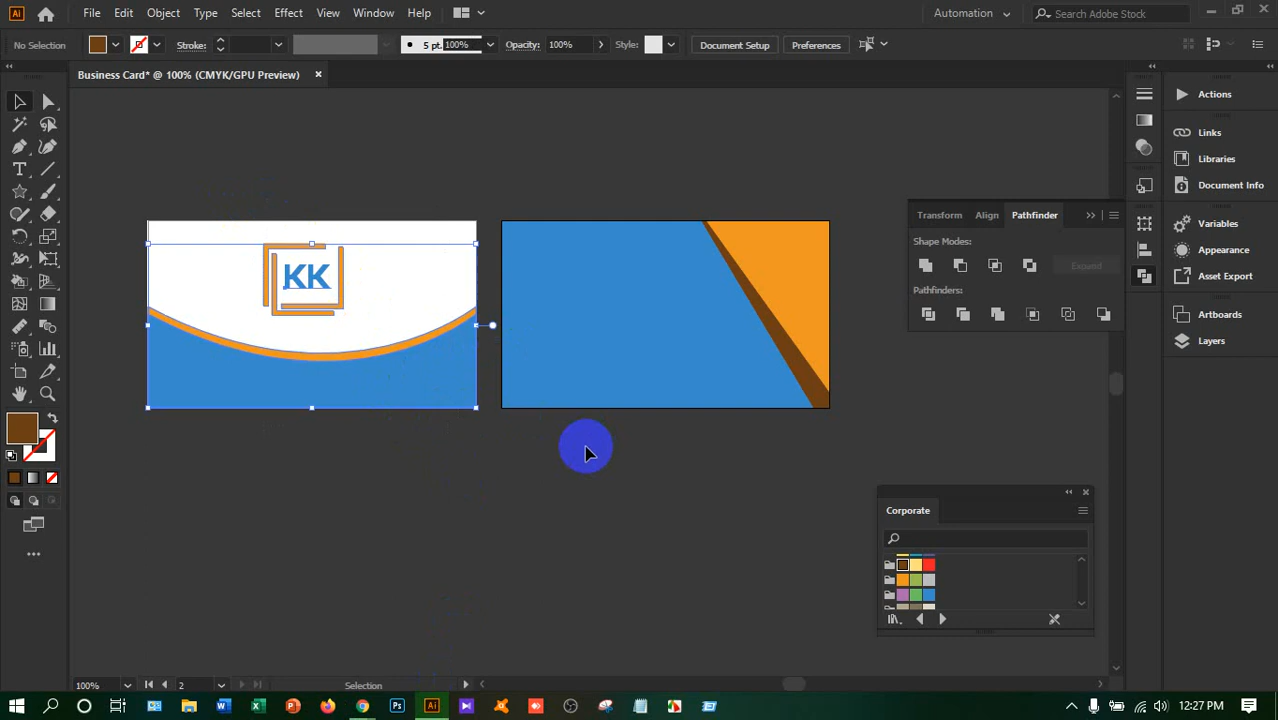 Ai File Edit Object Type Select Effect View Window Help Automation Search Adobe Stock
No Selection Stroke: 5 pt. 100% Opacity: 100% Style: Document Setup Preferences
Business Card* @ 100% (CMYK/GPU Preview) ×
Actions
Links
Libraries
Document Info
Transform Align Pathfinder
Variables
Shape Modes:
Expand
Asset Export
Pathfinders:
Artboards
Layers
KK
Corporate
100% 2 Selection
12:27 PM